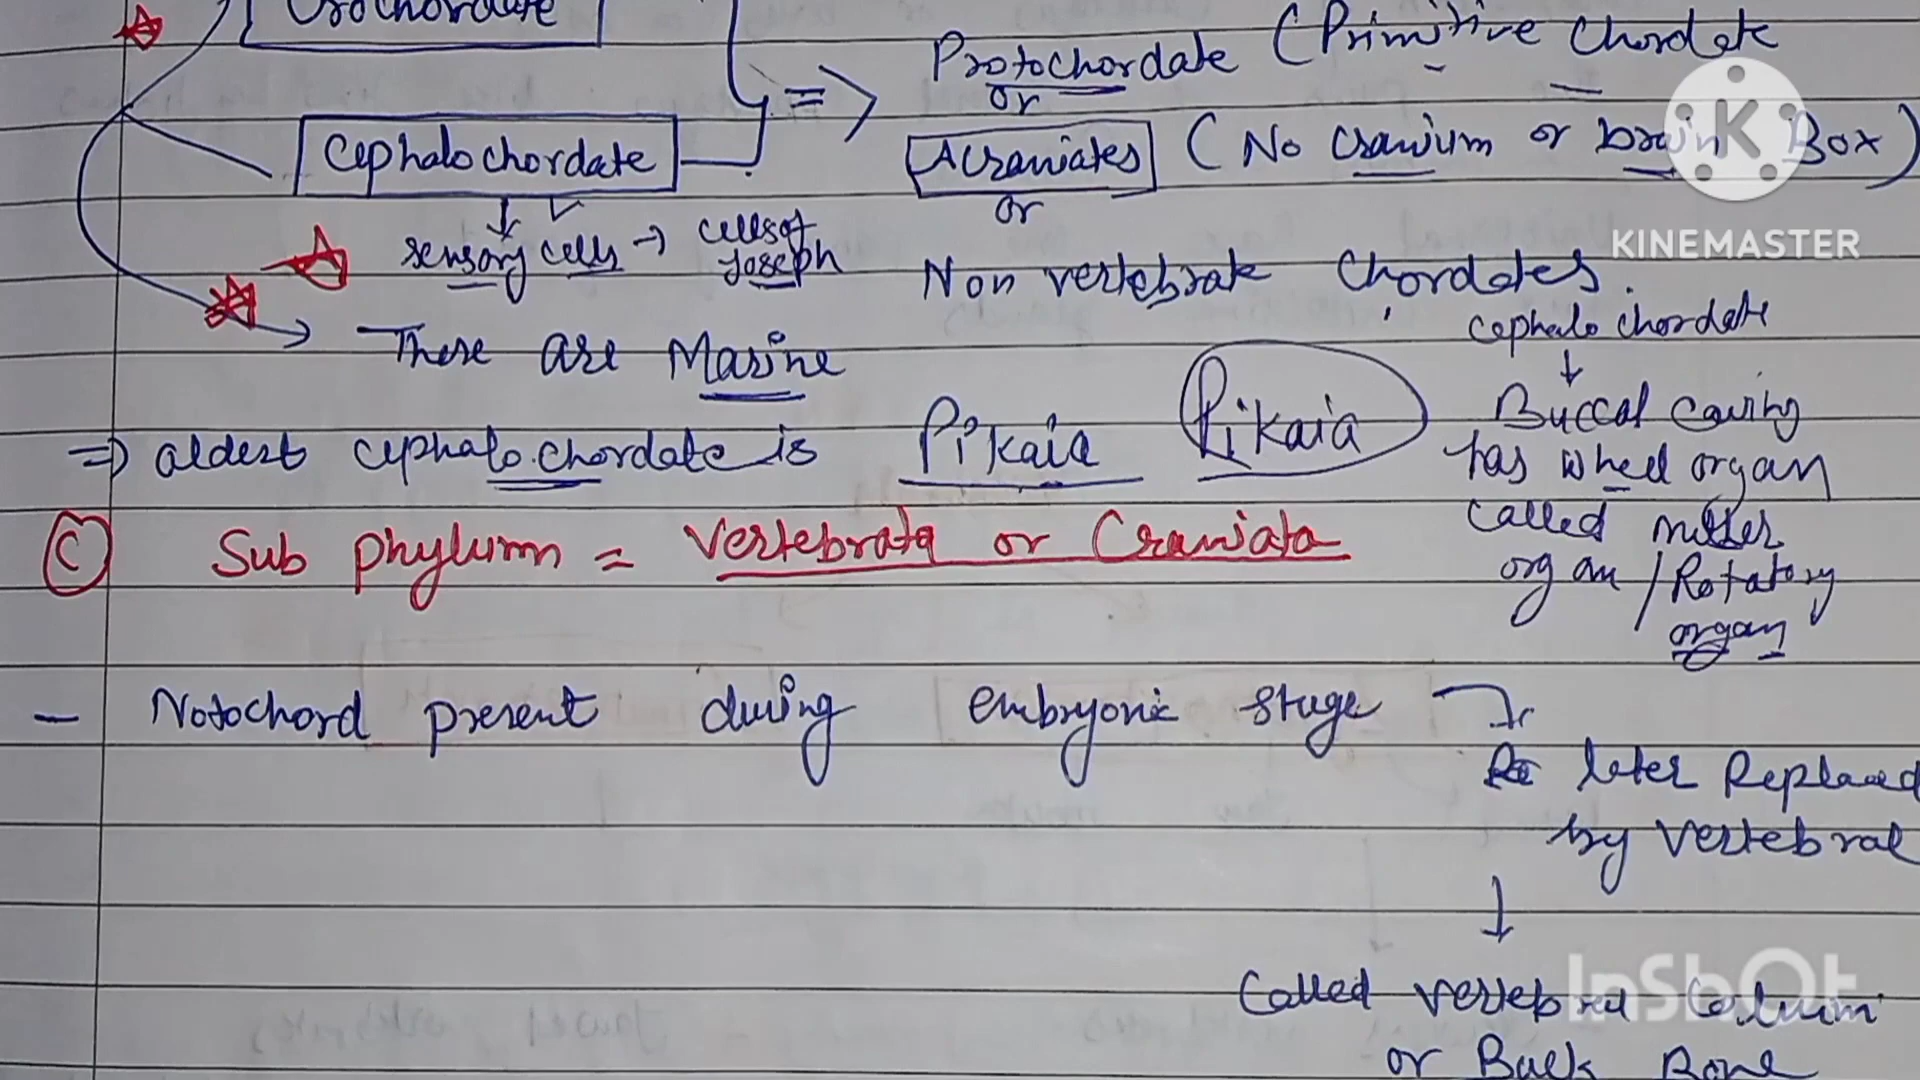 Urochordate
Protochordate (Primitive Chordate
or
Cephalochordate => Acraniates (No Cranium or brain Box)
or
sensory cells → cells of Joseph
Non vertebrate Chordates.
These are Marine
cephalo chordate
↓
Buccal
has wheel organ
called muller
organ / Rotatory
organ
=> oldest cephalo.chordate is Pikaia Pikaia
(C) Sub phylum = Vertebrata or Craniata
- Notochord present during embryonic stage
later Replaced
by vertebral
↓
Called vertebral Column
or Back Bone
K
KINEMASTER
InShOt